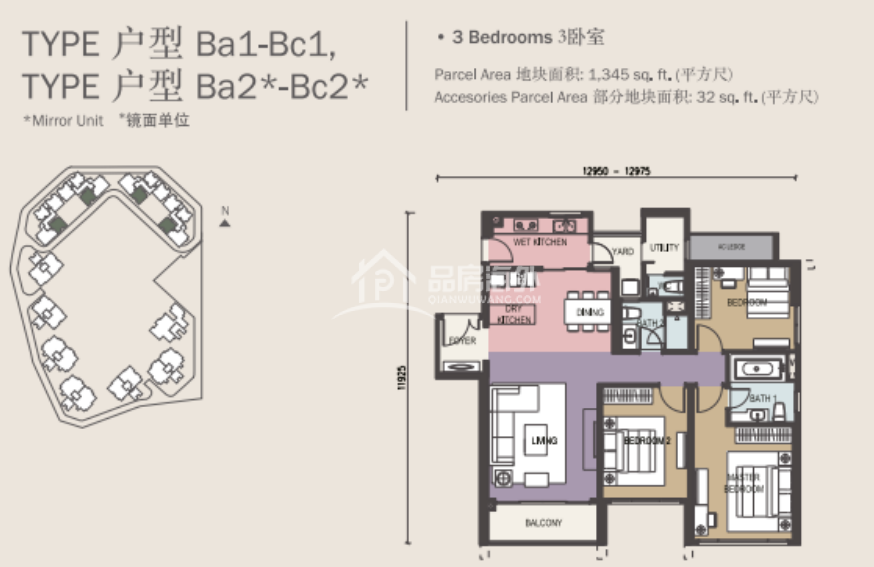 TYPE 户型 Ba1-Bc1,
TYPE 户型 Ba2*-Bc2*
*Mirror Unit *镜面单位
• 3 Bedrooms 3卧室
Parcel Area 地块面积: 1,345 sq. ft. (平方尺)
Accesories Parcel Area 部分地块面积: 32 sq. ft. (平方尺)
N
12950 - 12975
11925
WET KITCHEN
YARD
UTILITY
AC LEDGE
品房海外
QIANWUWANG.COM
DRY
KITCHEN
DINING
BATH 2
BEDROOM
FOYER
BATH 1
LIVING
BEDROOM 2
MASTER
BEDROOM
BALCONY